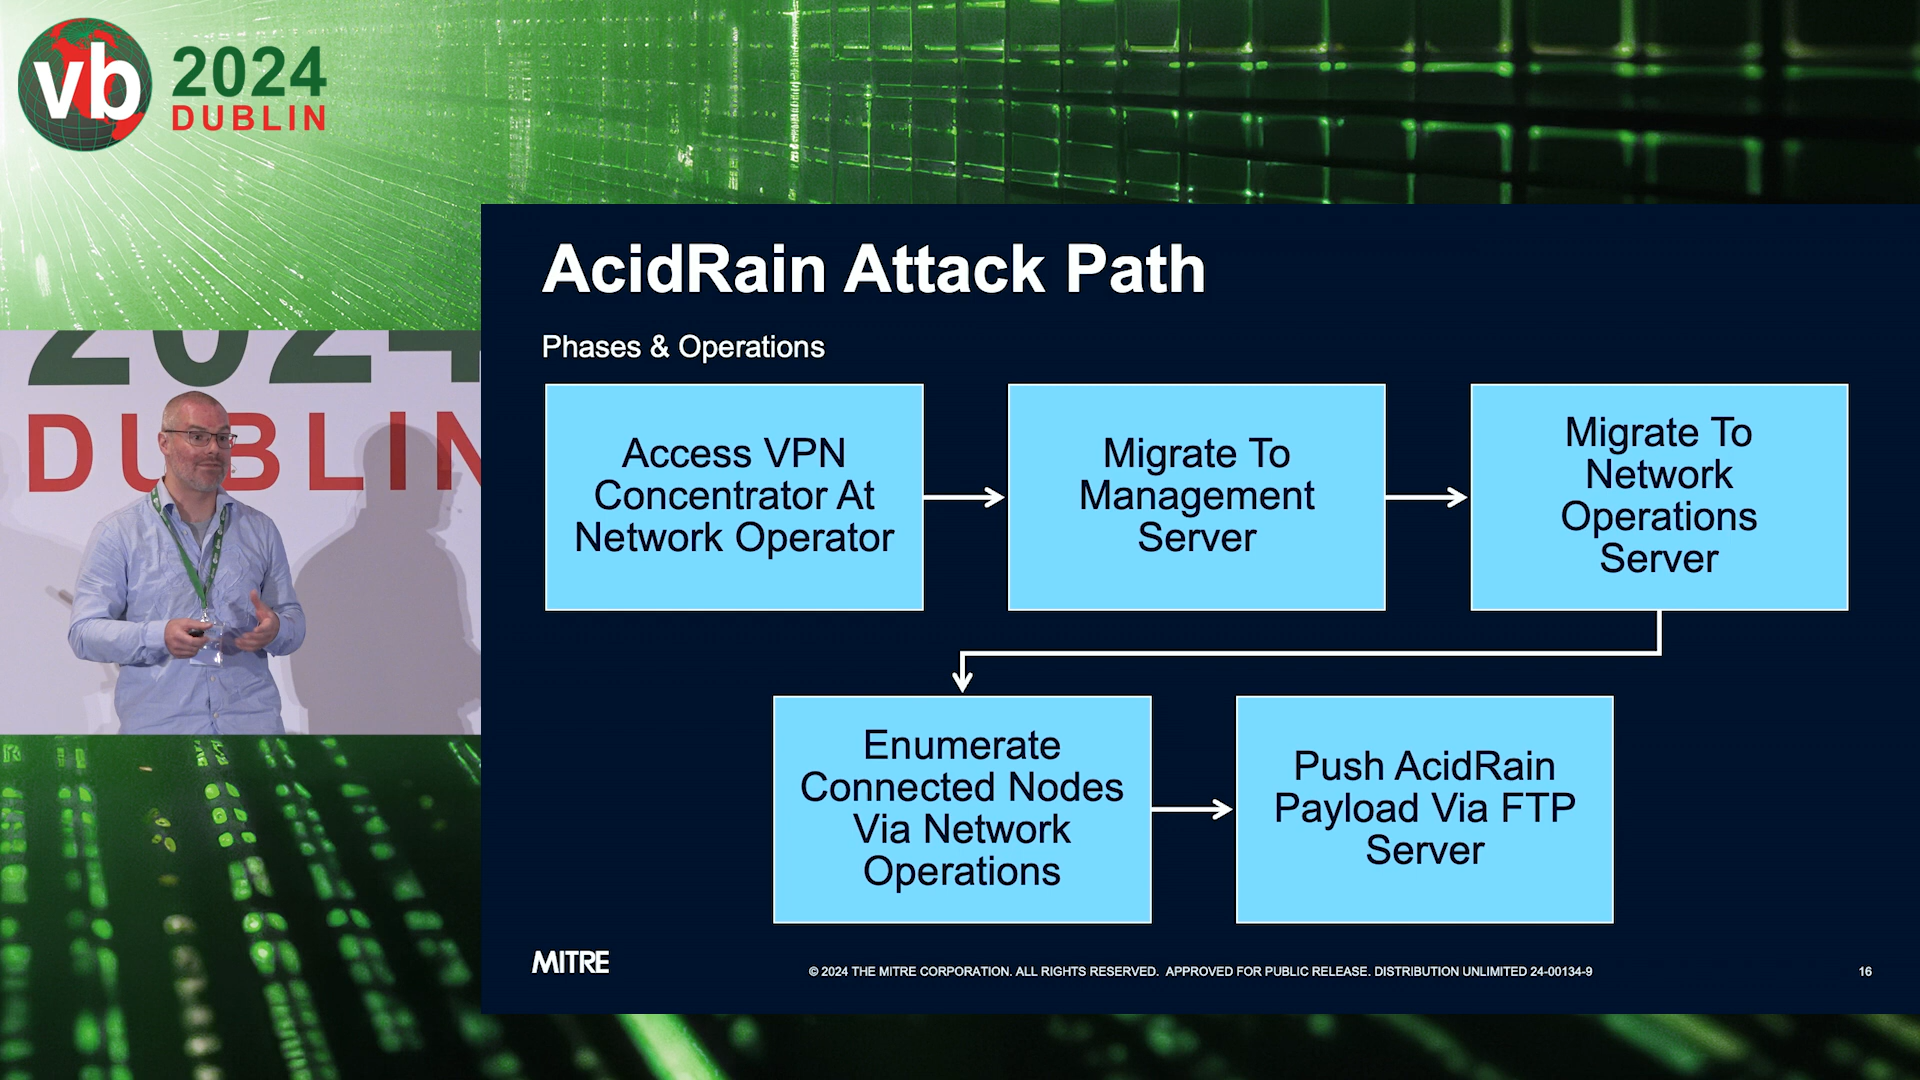 vb
2024
DUBLIN
2024
DUBLIN
AcidRain Attack Path
Phases & Operations
Access VPN
Concentrator At
Network Operator
Migrate To
Management
Server
Migrate To
Network
Operations
Server
Enumerate
Connected Nodes
Via Network
Operations
Push AcidRain
Payload Via FTP
Server
MITRE
© 2024 THE MITRE CORPORATION. ALL RIGHTS RESERVED. APPROVED FOR PUBLIC RELEASE. DISTRIBUTION UNLIMITED 24-00134-9
16